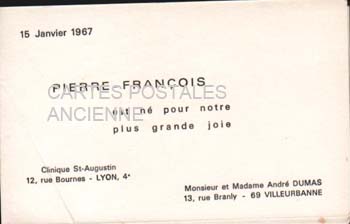 15 Janvier 1967
PIERRE FRANÇOIS
CARTES POSTALES
ANCIENNE
est né pour notre
plus grande joie
Clinique St-Augustin
12, rue Bournes - LYON, 4e
Monsieur et Madame André DUMAS
13, rue Branly - 69 VILLEURBANNE